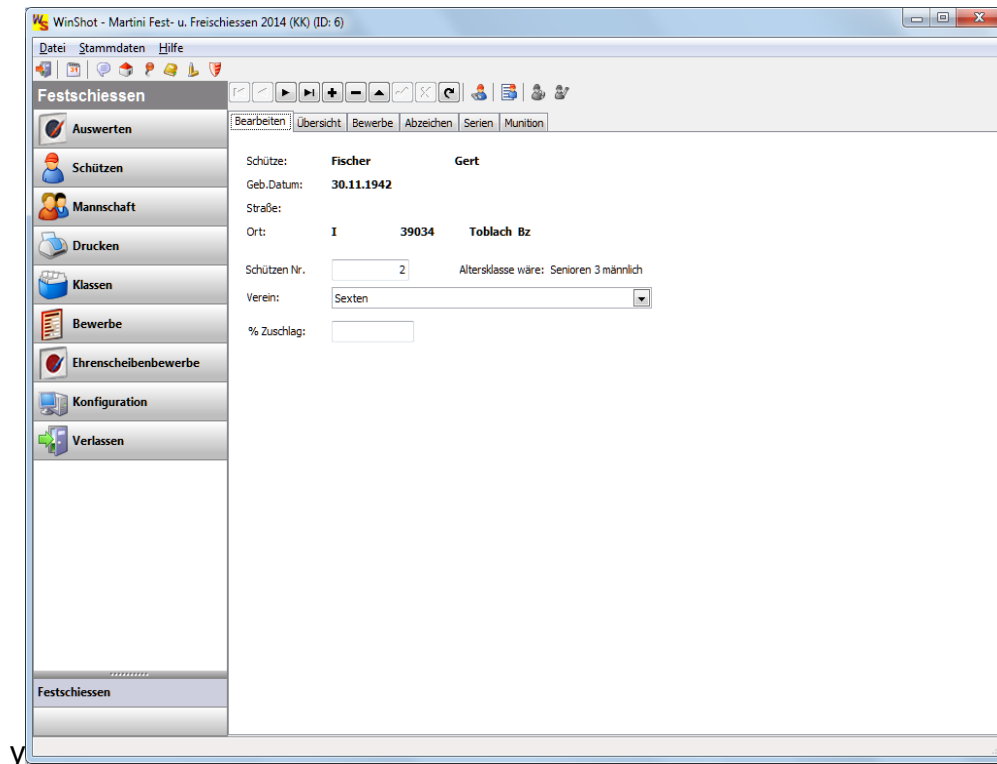 WS WinShot - Martini Fest- u. Freischiessen 2014 (KK) (ID: 6)
Datei Stammdaten Hilfe
Festschiessen
Auswerten
Schützen
Mannschaft
Drucken
Klassen
Bewerbe
Ehrenscheibenbewerbe
Konfiguration
Verlassen
Festschiessen
Bearbeiten Übersicht Bewerbe Abzeichen Serien Munition
Schütze: Fischer Gert
Geb.Datum: 30.11.1942
Straße:
Ort: I 39034 Toblach Bz
Schützen Nr. 2 Altersklasse wäre: Senioren 3 männlich
Verein: Sexten
% Zuschlag:
V